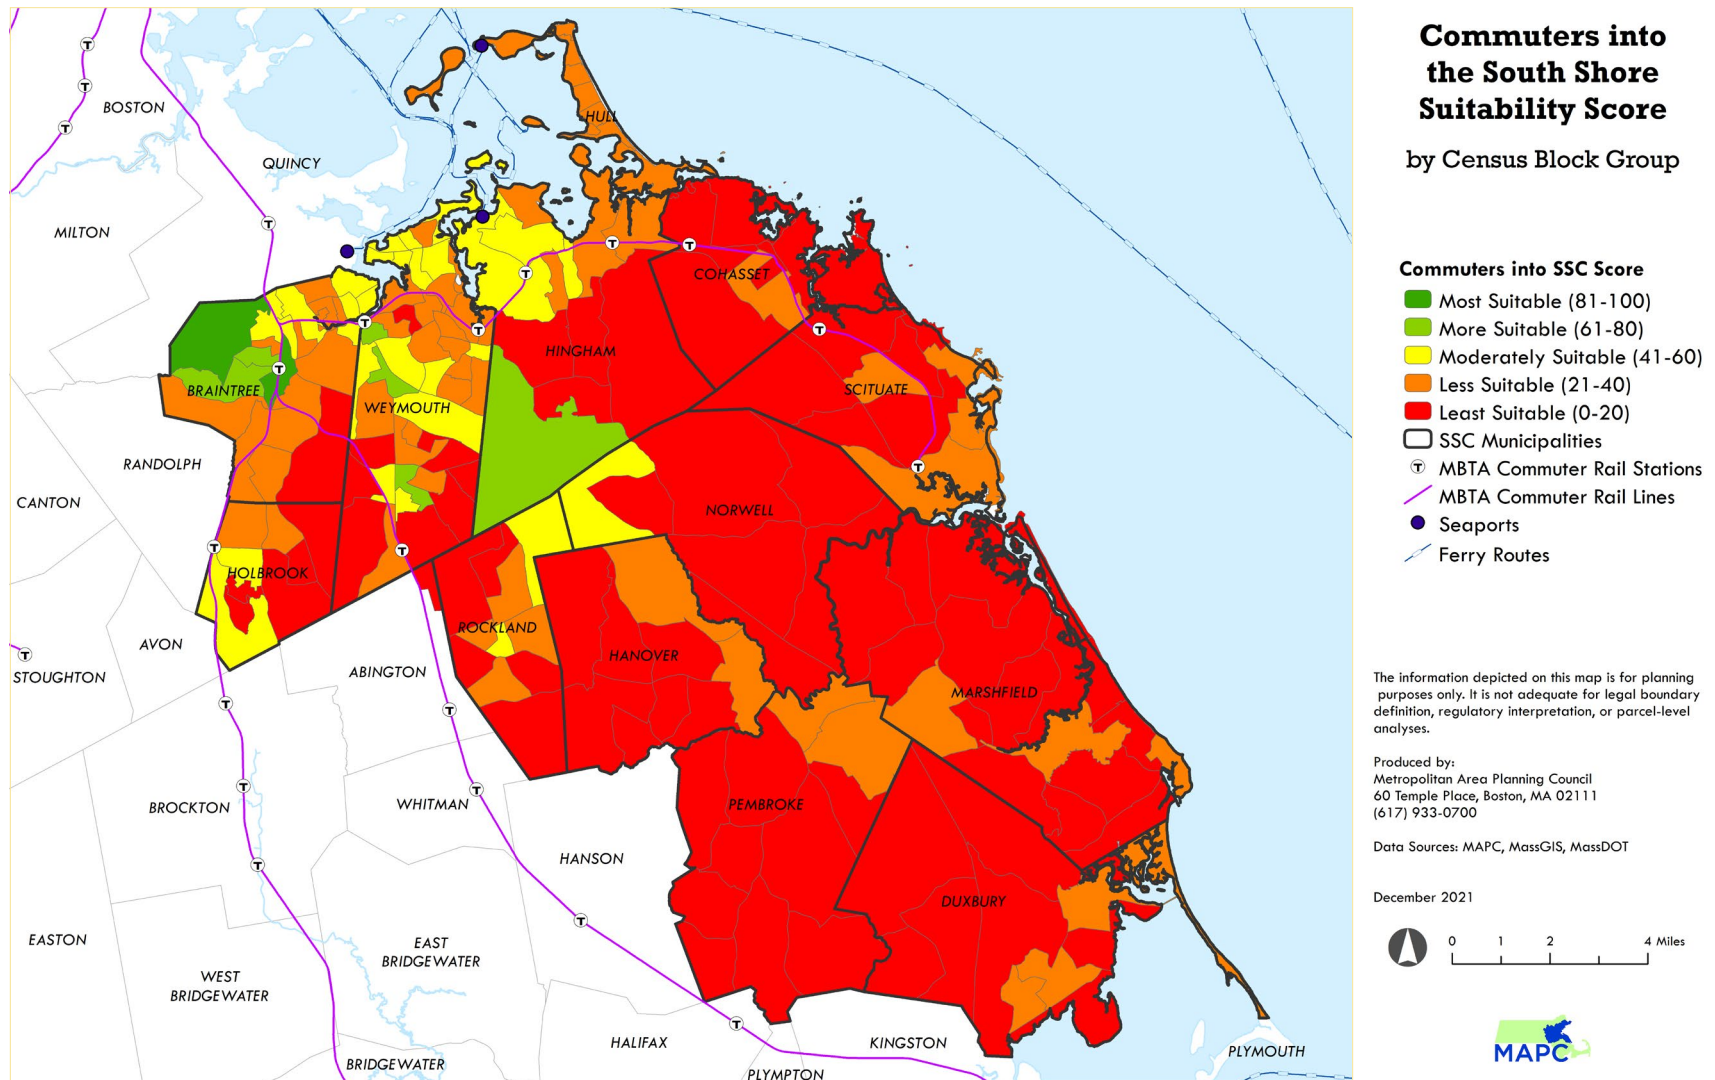 Commuters into
the South Shore
Suitability Score
by Census Block Group
Commuters into SSC Score
Most Suitable (81-100)
More Suitable (61-80)
Moderately Suitable (41-60)
Less Suitable (21-40)
Least Suitable (0-20)
SSC Municipalities
T MBTA Commuter Rail Stations
MBTA Commuter Rail Lines
Seaports
Ferry Routes
The information depicted on this map is for planning
purposes only. It is not adequate for legal boundary
definition, regulatory interpretation, or parcel-level
analyses.
Produced by:
Metropolitan Area Planning Council
60 Temple Place, Boston, MA 02111
(617) 933-0700
Data Sources: MAPC, MassGIS, MassDOT
December 2021
0 1 2 4 Miles
MAPC
BOSTON
HULL
QUINCY
MILTON
COHASSET
HINGHAM
BRAINTREE
SCITUATE
WEYMOUTH
RANDOLPH
CANTON
NORWELL
HOLBROOK
ROCKLAND
AVON
HANOVER
ABINGTON
STOUGHTON
MARSHFIELD
BROCKTON
WHITMAN
PEMBROKE
HANSON
DUXBURY
EASTON
EAST
BRIDGEWATER
WEST
BRIDGEWATER
HALIFAX
KINGSTON
PLYMOUTH
BRIDGEWATER
PLYMPTON